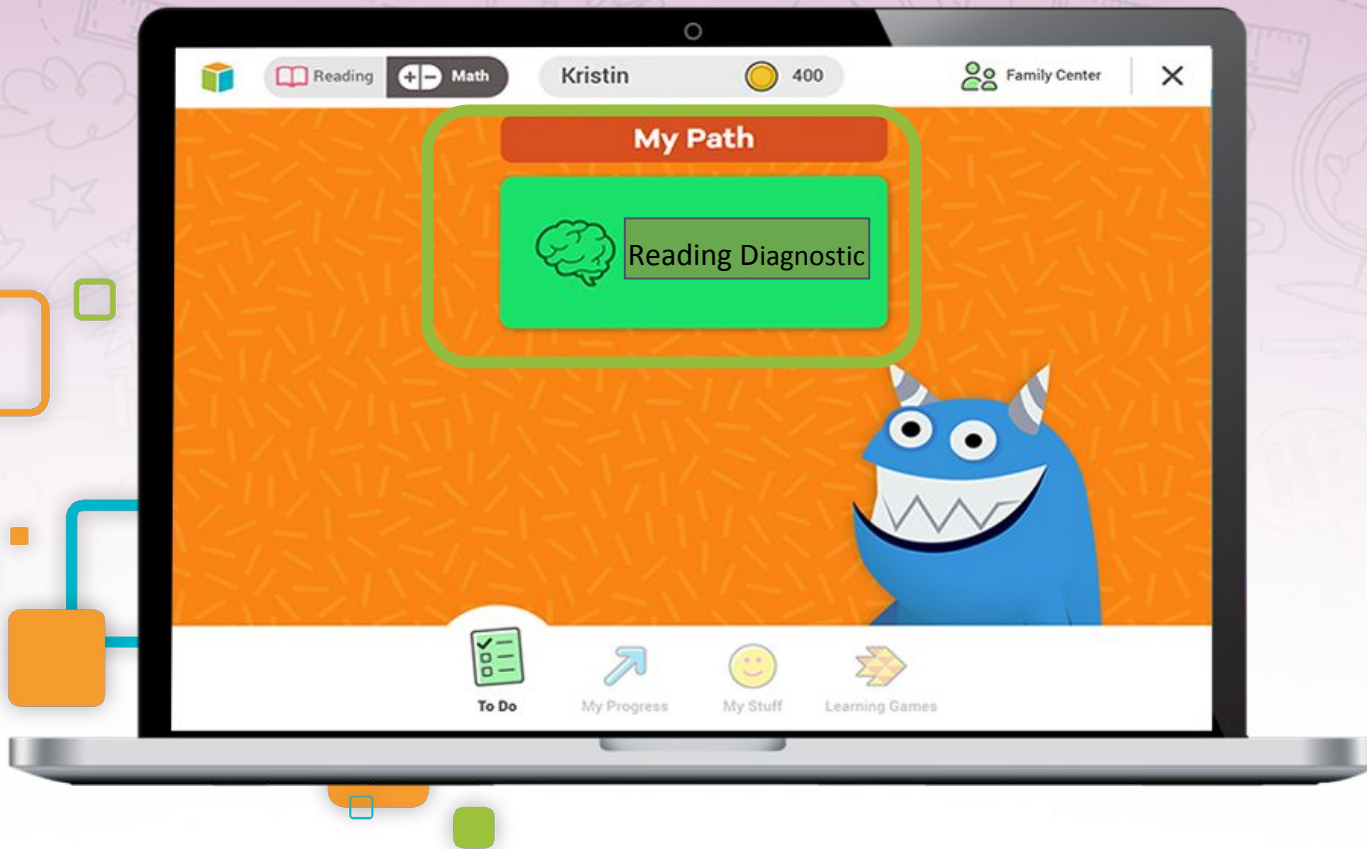 Reading
Math
Kristin
400
Family Center
My Path
Reading Diagnostic
To Do
My Progress
My Stuff
Learning Games